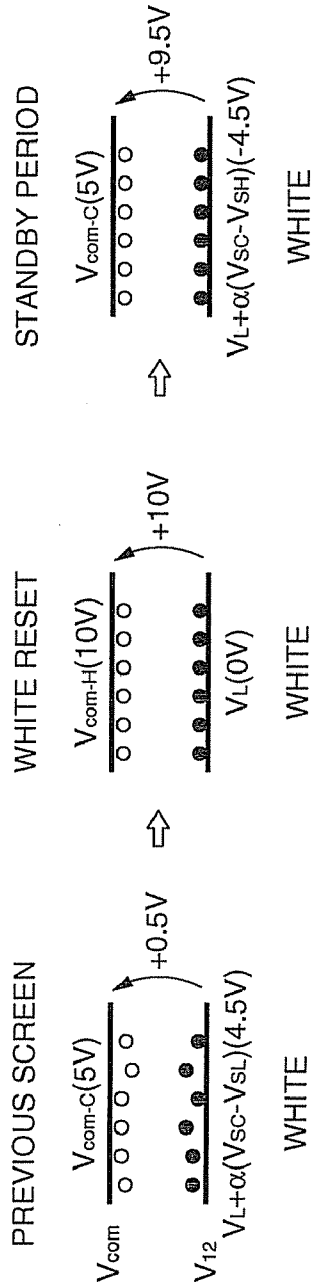 PREVIOUS SCREEN
Vcom
Vcom-C(5V)
+0.5V
V12
VL+α(VSC-VSL)(4.5V)
WHITE
WHITE RESET
Vcom-H(10V)
+10V
VL(0V)
WHITE
STANDBY PERIOD
Vcom-C(5V)
+9.5V
VL+α(VSC-VSH)(-4.5V)
WHITE